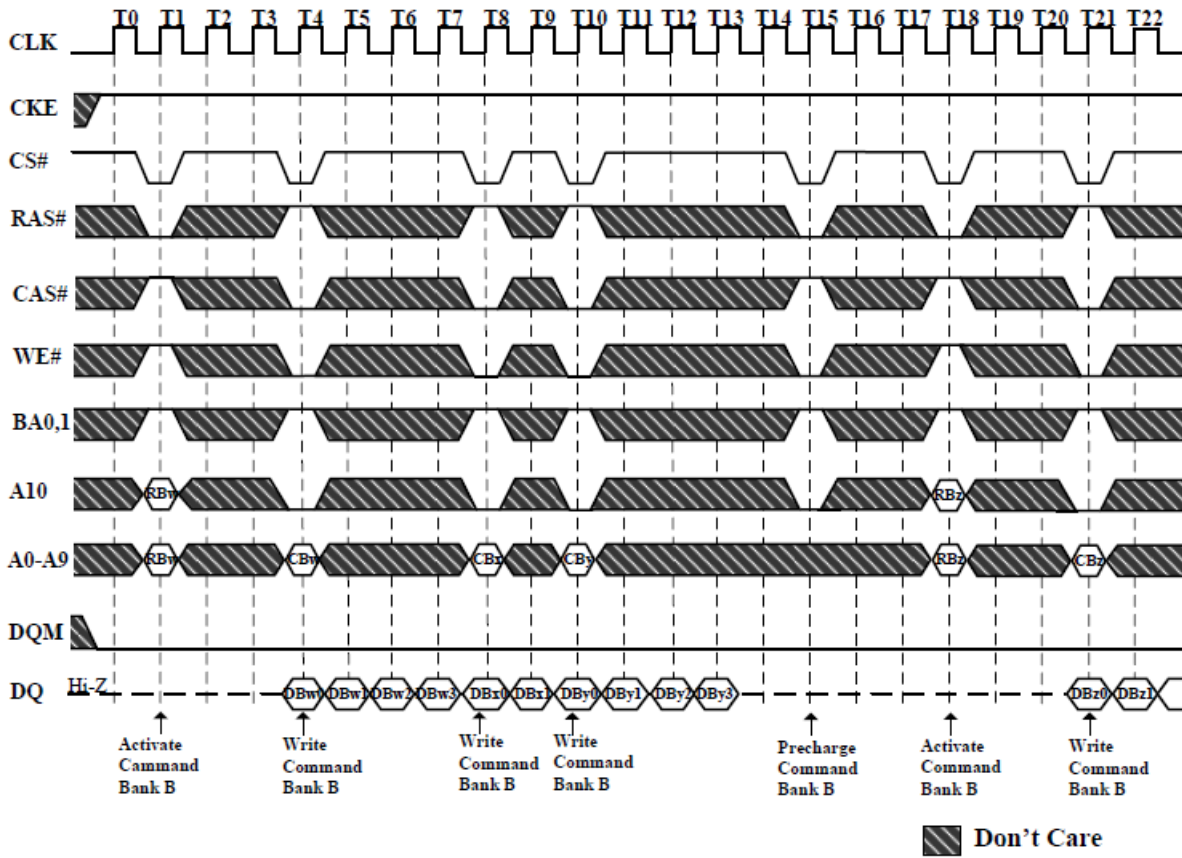 T0 T1 T2 T3 T4 T5 T6 T7 T8 T9 T10 T11 T12 T13 T14 T15 T16 T17 T18 T19 T20 T21 T22
CLK
CKE
CS#
RAS#
CAS#
WE#
BA0,1
A10 RBw RBz
A0-A9 RBw CBw CBx CBy RBz CBz
DQM
DQ Hi-Z DBw0 DBw1 DBw2 DBw3 DBx0 DBx1 DBy0 DBy1 DBy2 DBy3 DBz0 DBz1
Activate
Cammand
Bank B
Write
Command
Bank B
Write
Command
Bank B
Write
Command
Bank B
Precharge
Command
Bank B
Activate
Command
Bank B
Write
Command
Bank B
Don't Care